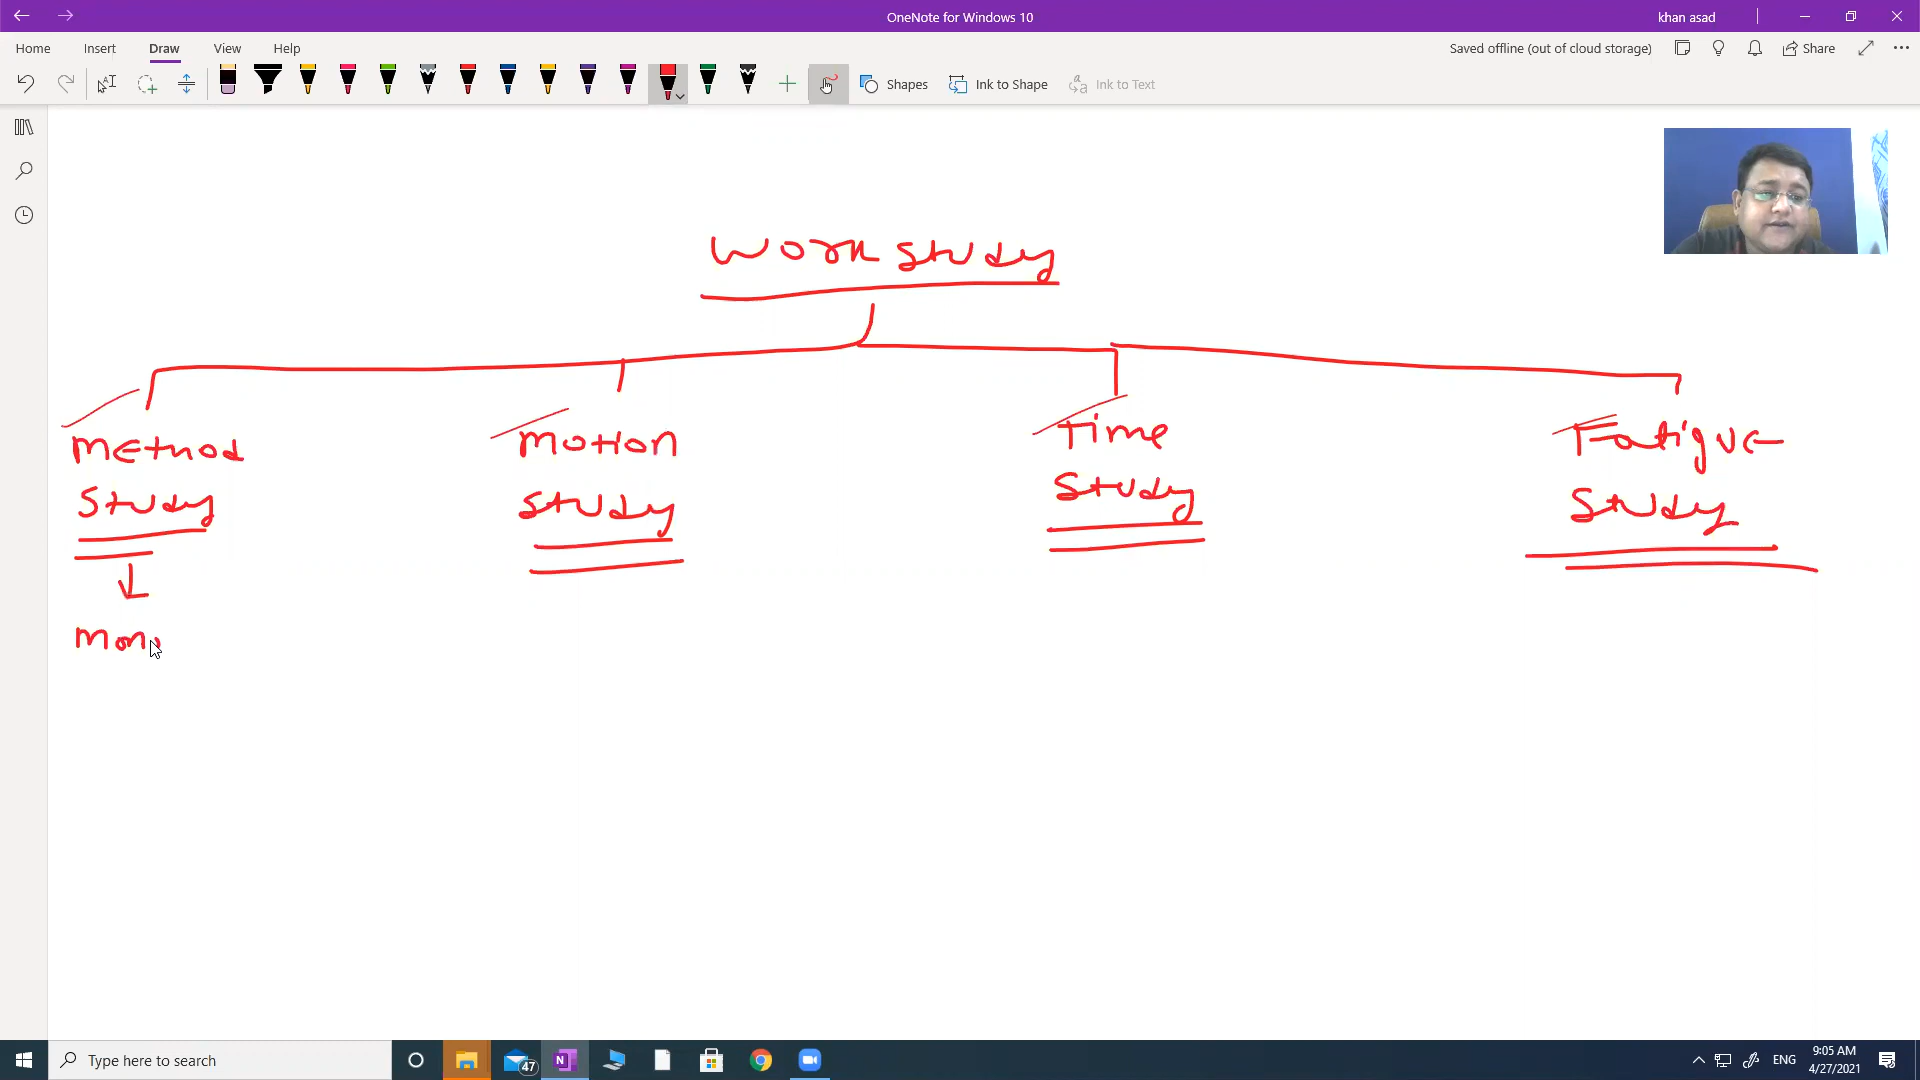 OneNote for Windows 10
khan asad
Home Insert Draw View Help
Saved offline (out of cloud storage) Share
Shapes Ink to Shape Ink to Text
Work Study
Method Study
Motion Study
Time Study
Fatigue Study
Type here to search
47
ENG
9:05 AM
4/27/2021